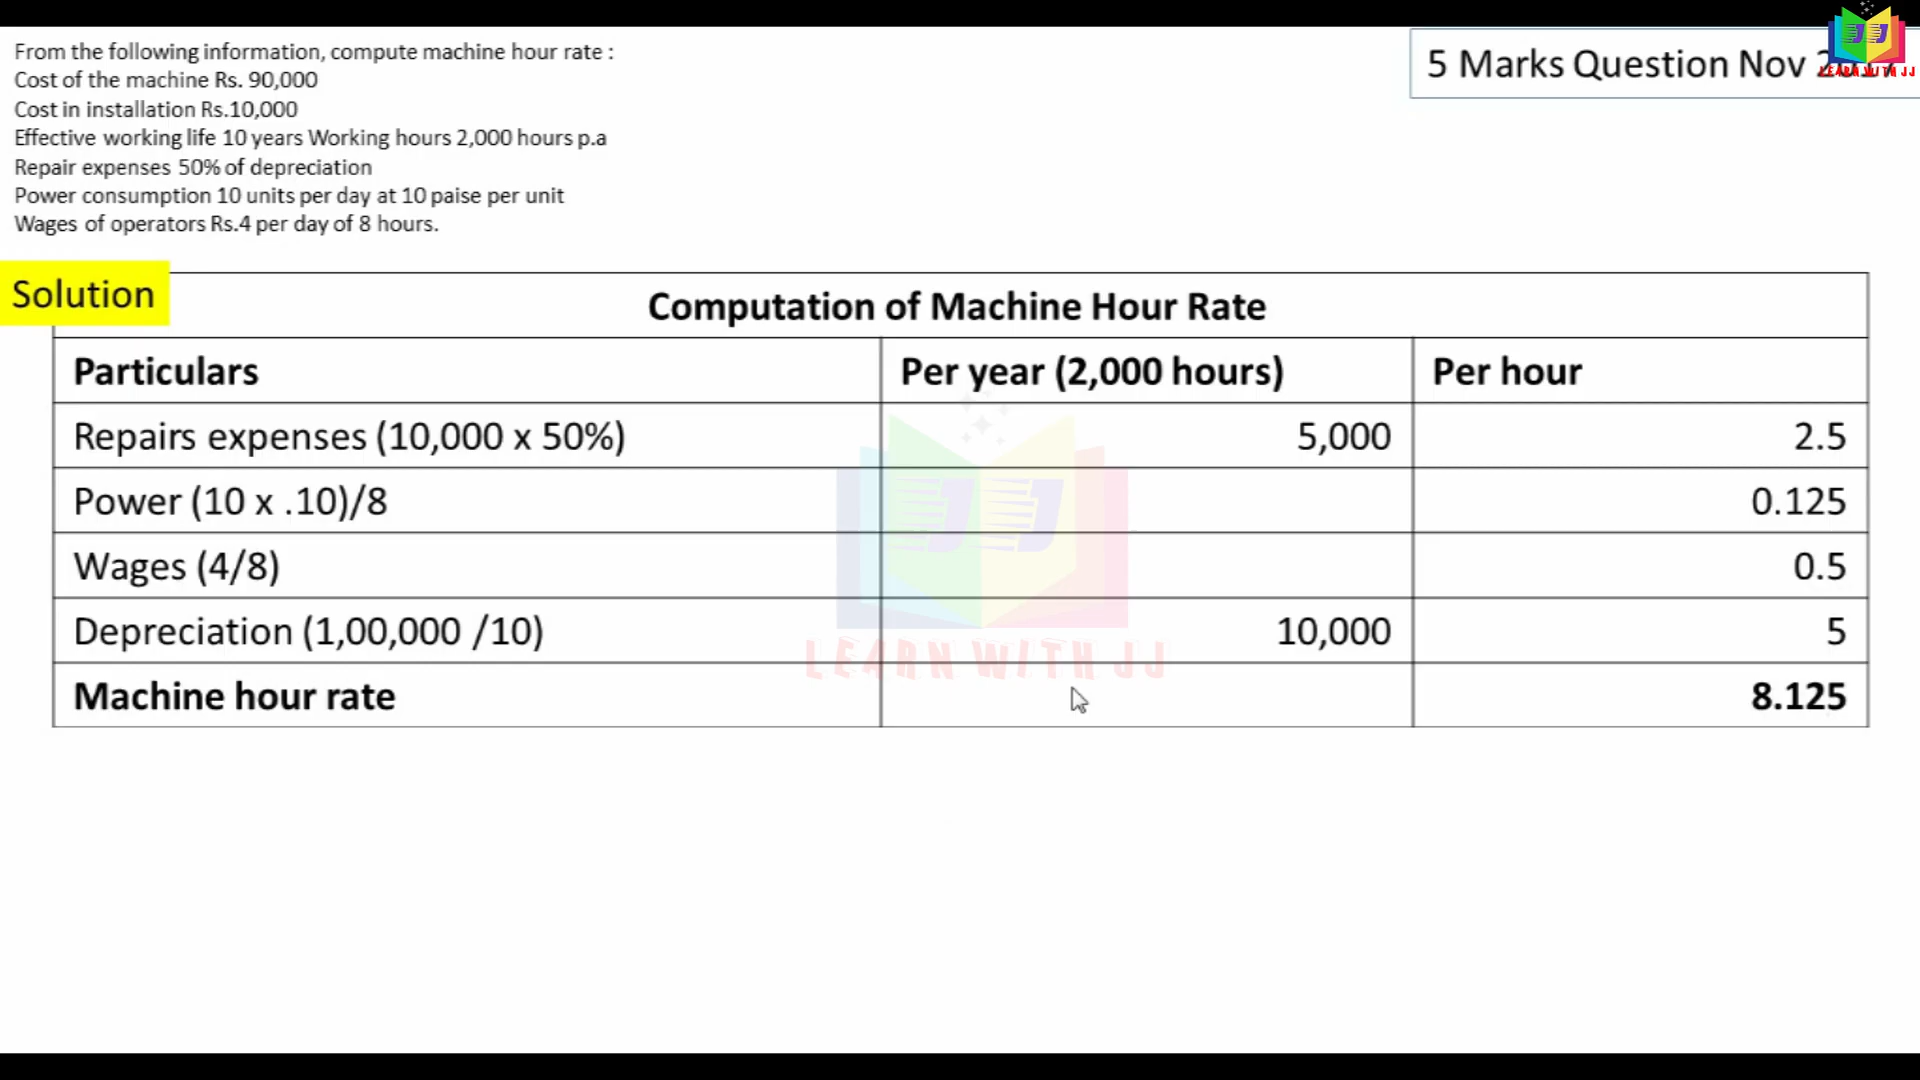 From the following information, compute machine hour rate :
Cost of the machine Rs. 90,000
Cost in installation Rs.10,000
Effective working life 10 years Working hours 2,000 hours p.a
Repair expenses 50% of depreciation
Power consumption 10 units per day at 10 paise per unit
Wages of operators Rs.4 per day of 8 hours.
5 Marks Question Nov
LEARN WITH JJ
Solution
Computation of Machine Hour Rate
Particulars Per year (2,000 hours) Per hour
Repairs expenses (10,000 x 50%) 5,000 2.5
Power (10 x .10)/8 0.125
Wages (4/8) 0.5
Depreciation (1,00,000 /10) 10,000 5
LEARN WITH JJ
Machine hour rate 8.125